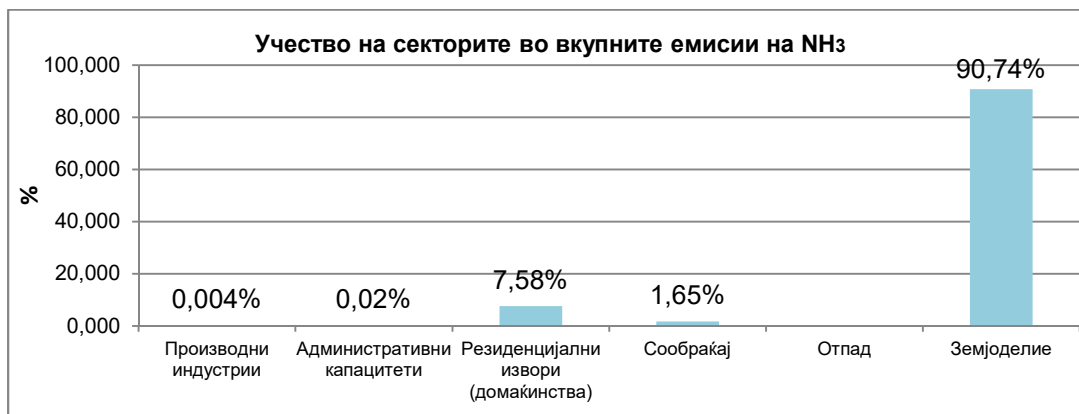 Учество на секторите во вкупните емисии на NH3
100,000
80,000
60,000
40,000
20,000
0,000
%
0,004%
0,02%
7,58%
1,65%
90,74%
Производни
индустрии
Административни
капацитети
Резиденцијални
извори
(домаќинства)
Сообраќај
Отпад
Земјоделие